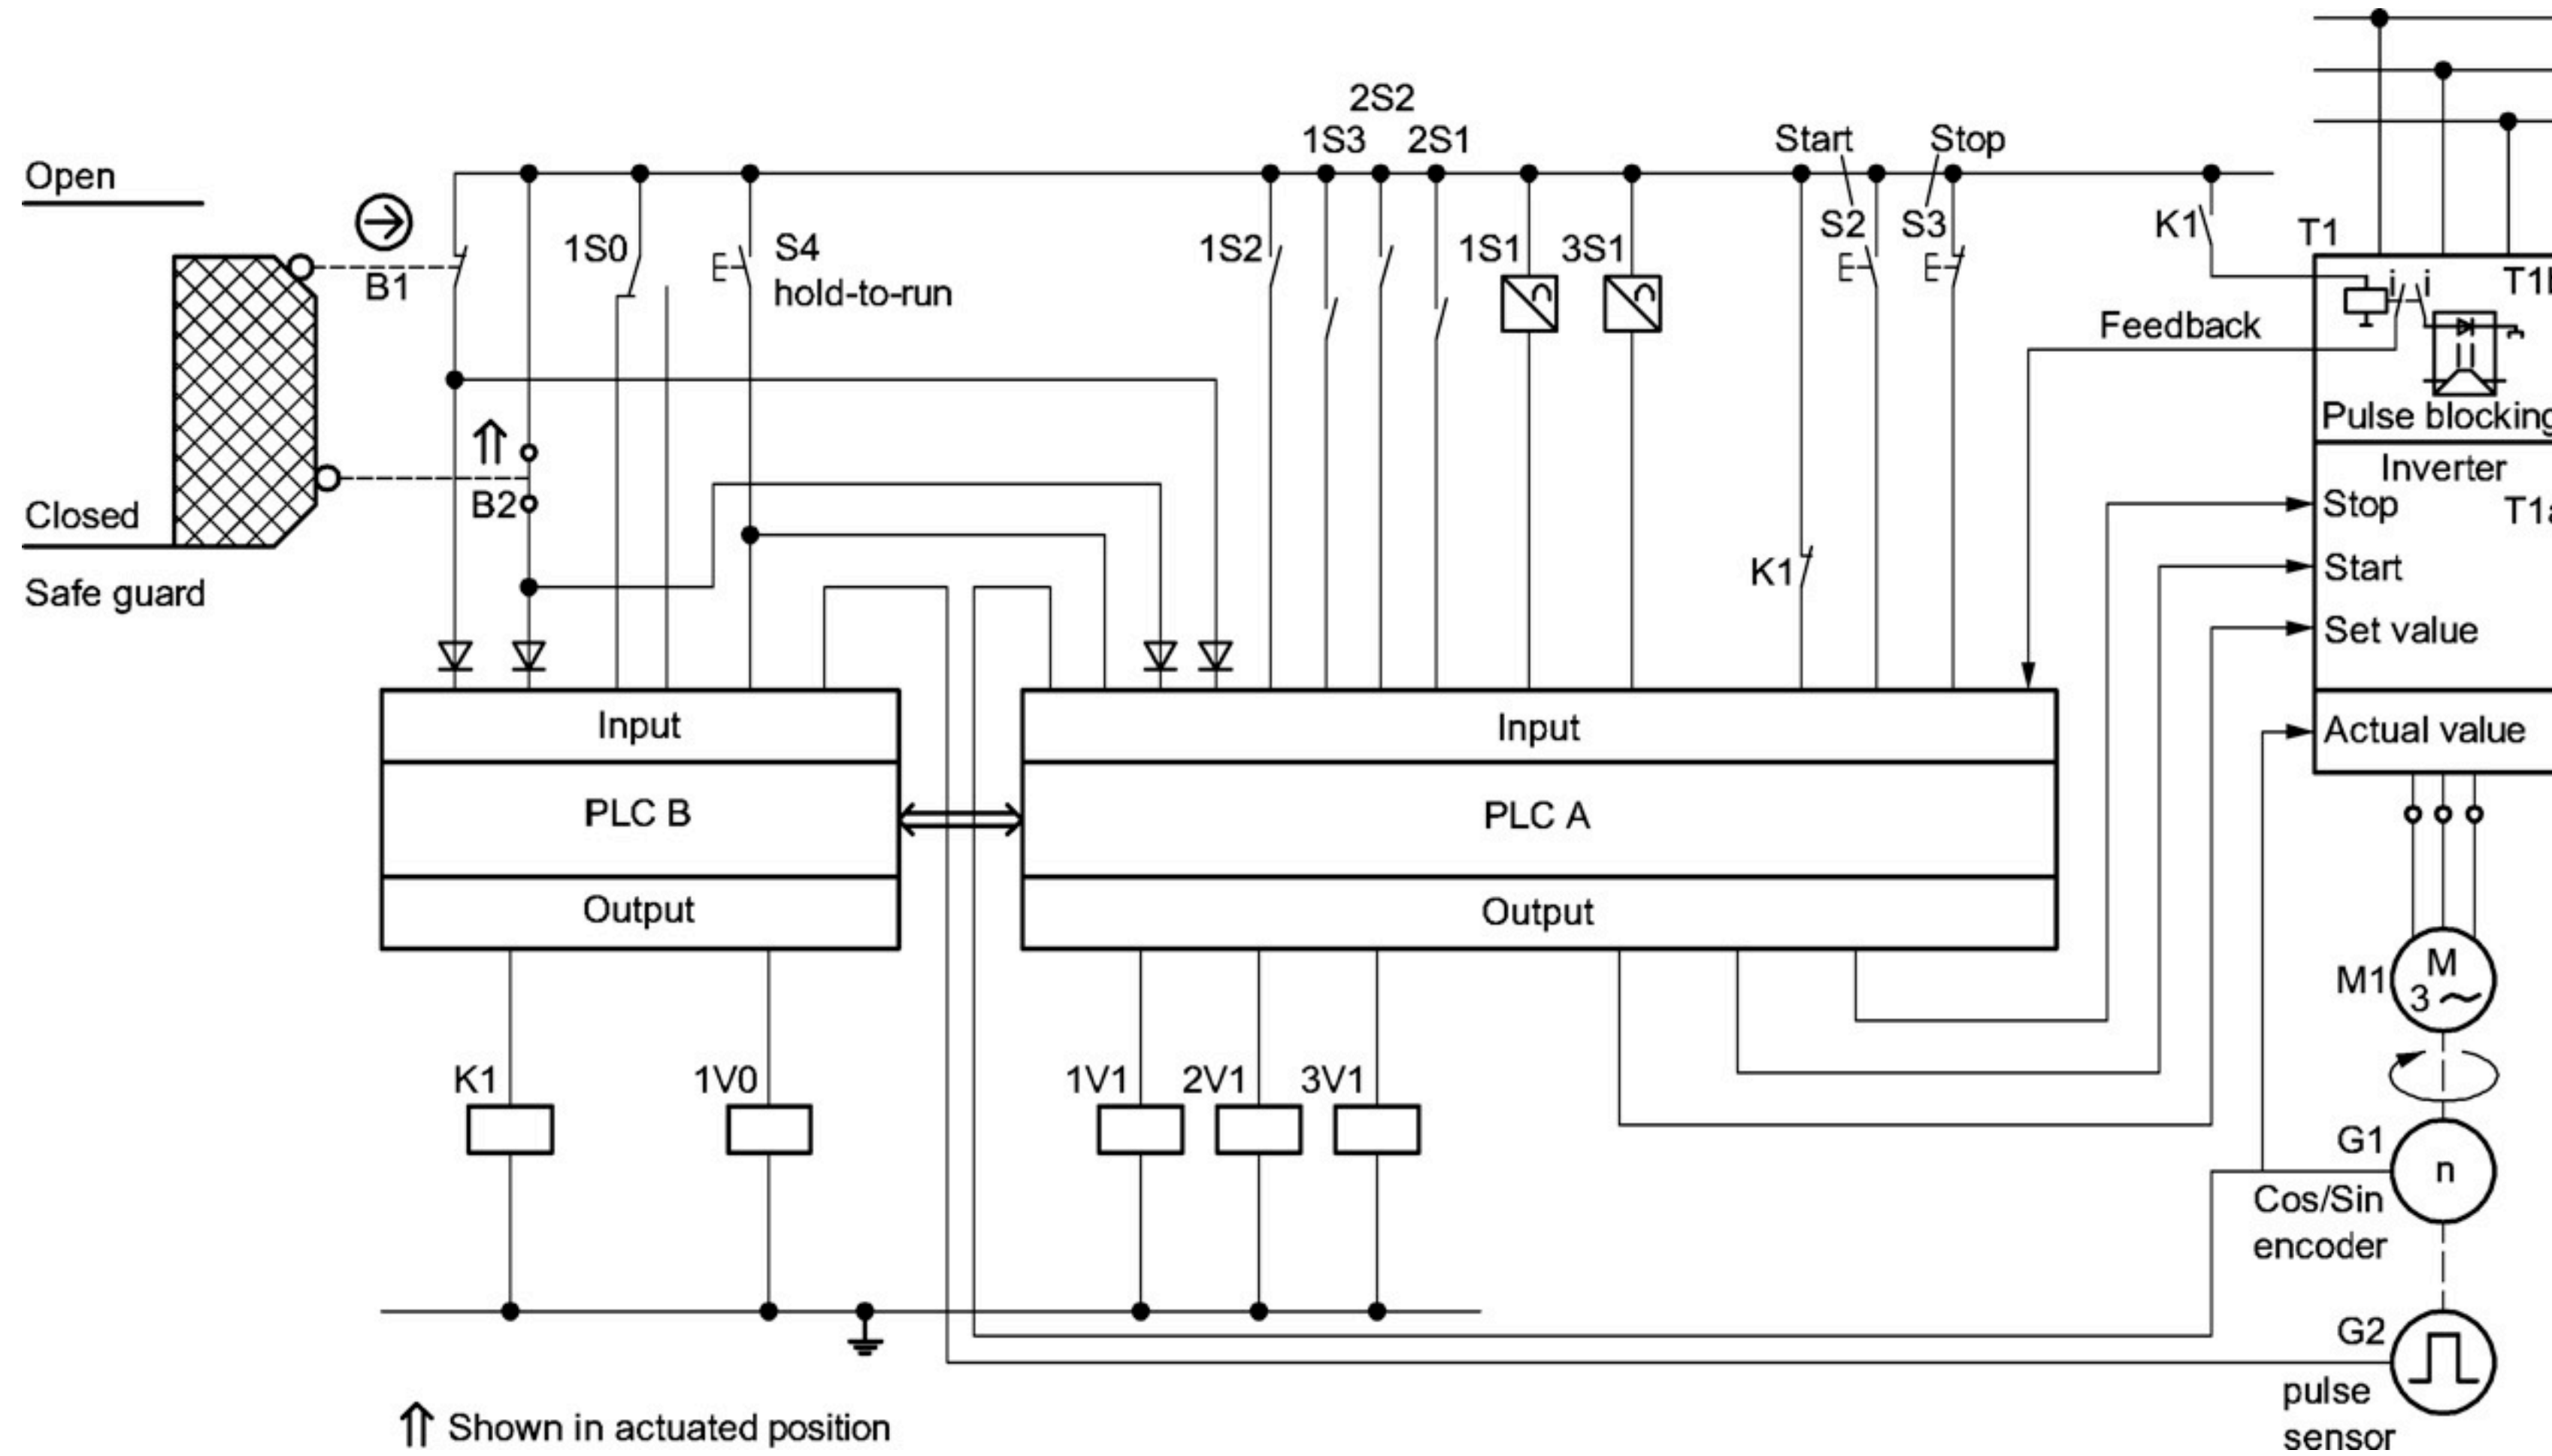 2S2
1S3
2S1
Start
Stop
Open
1S0
S4
hold-to-run
1S2
1S1
3S1
S2
S3
K1
T1
B1
i
i
Feedback
Pulse blocking
Inverter
B2
Closed
Stop
Safe guard
K1
Start
Set value
Input
Input
Actual value
PLC B
PLC A
Output
Output
M1
M
3 ~
K1
1V0
1V1
2V1
3V1
G1
n
Cos/Sin
encoder
G2
pulse
sensor
⇑ Shown in actuated position